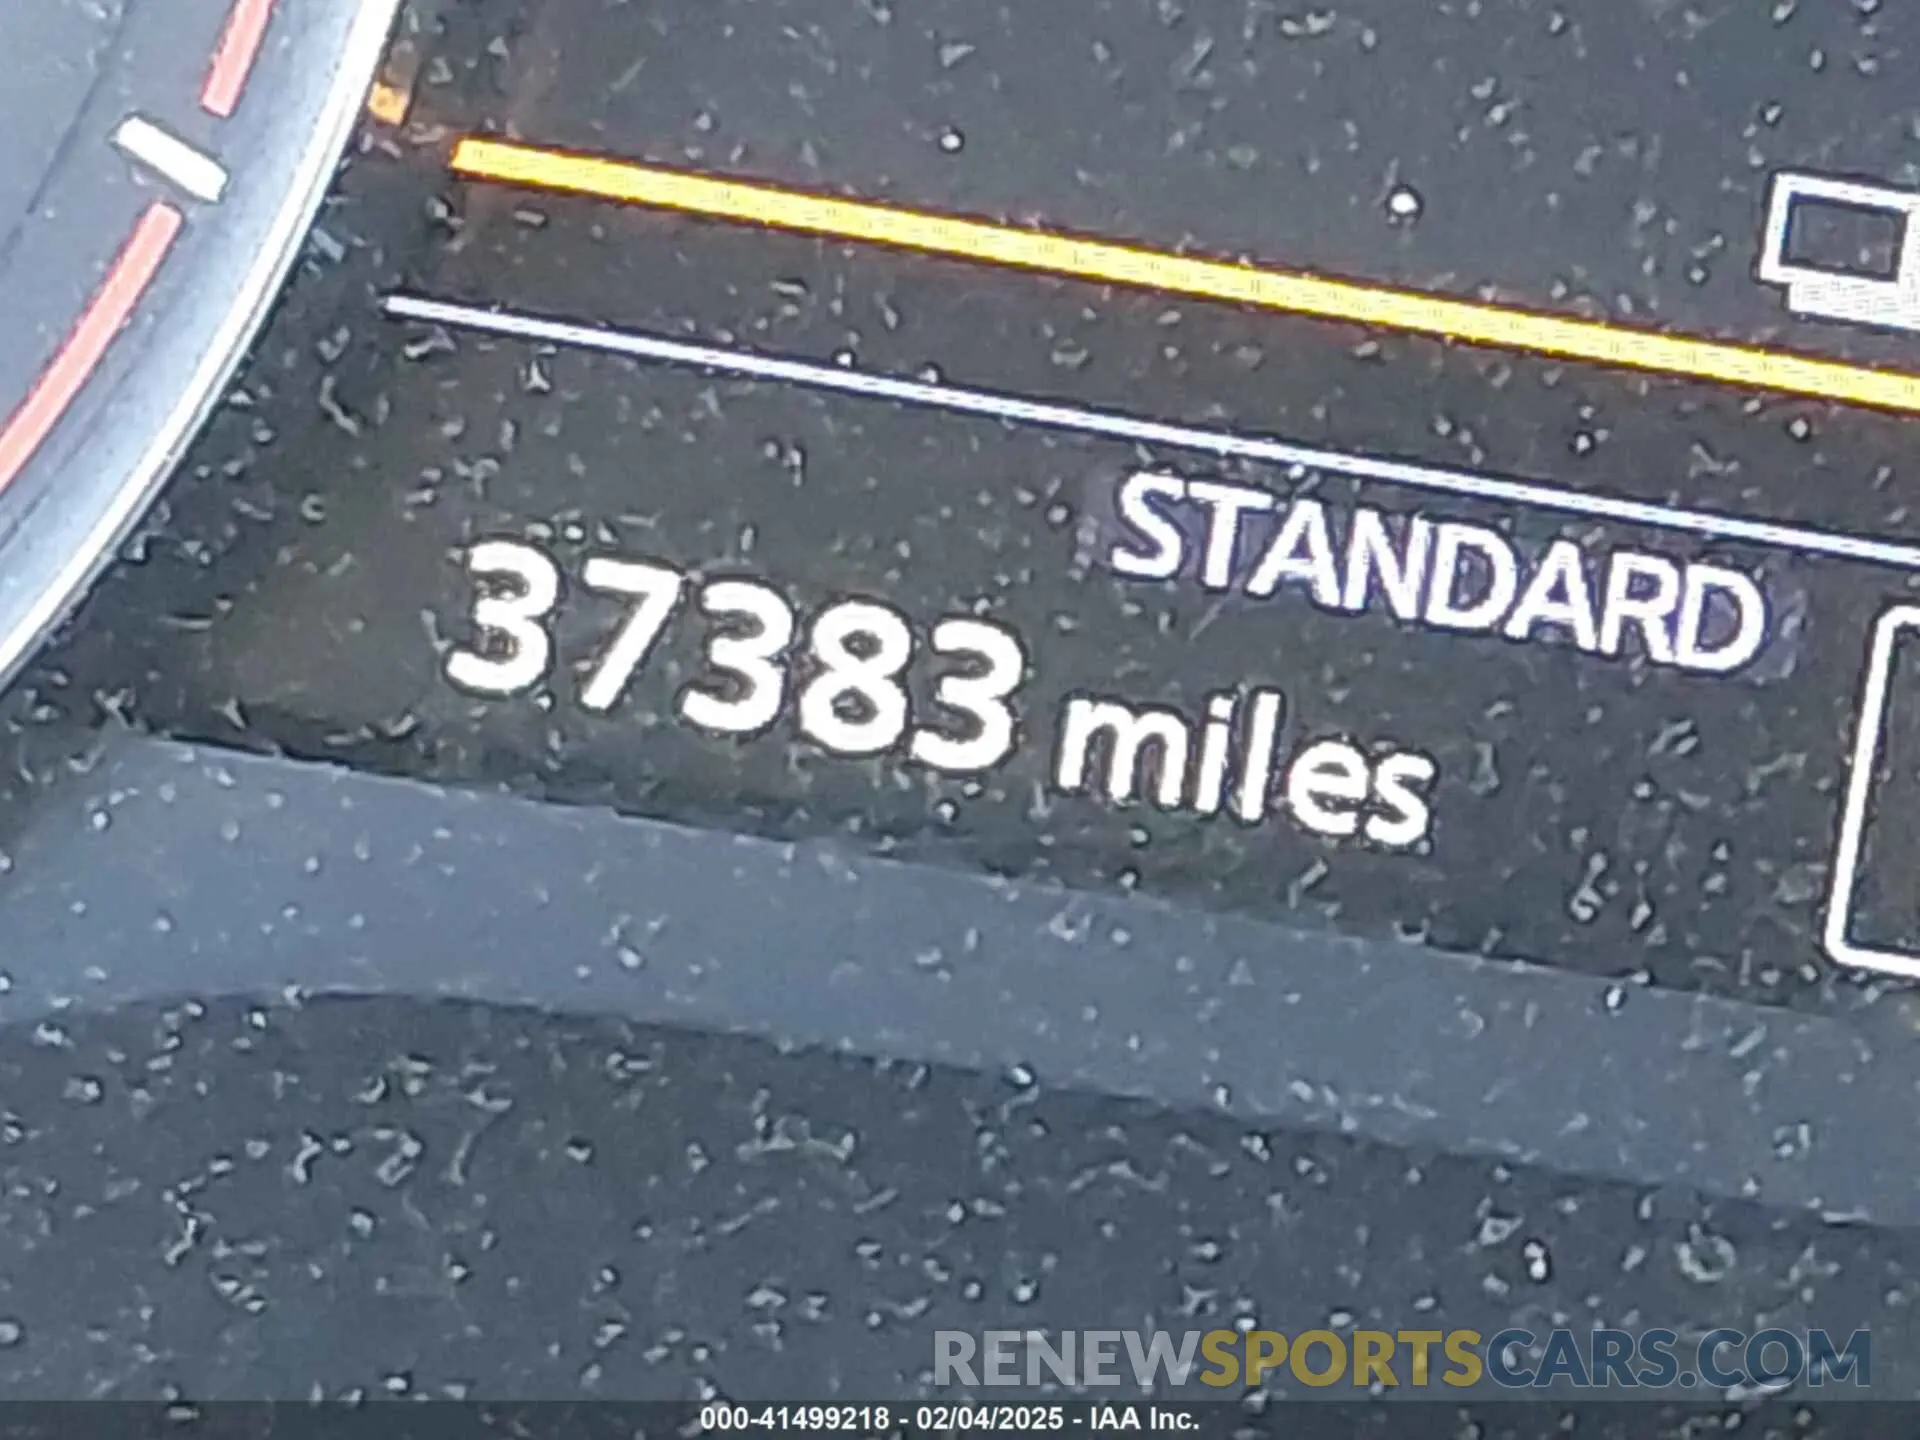 STANDARD
37383 miles
RENEWSPORTSCARS.COM
000-41499218 - 02/04/2025 - IAA Inc.